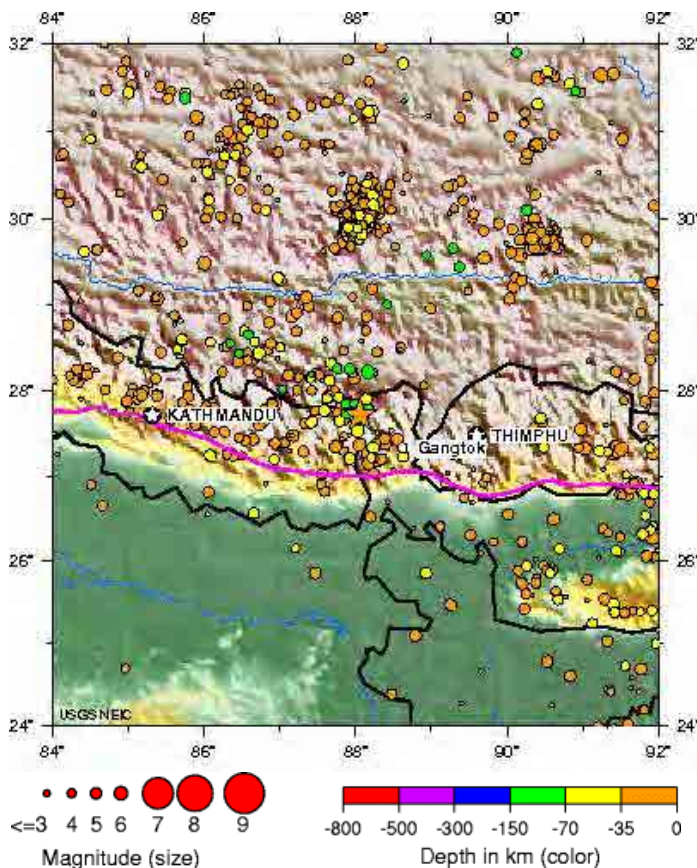 84° 86° 88° 90° 92°
32° 32°
30° 30°
28° 28°
KATHMANDU
THIMPHU
Gangtok
26° 26°
USGS NEIC
24° 24°
84° 86° 88° 90° 92°
<=3 4 5 6 7 8 9
-800 -500 -300 -150 -70 -35 0
Magnitude (size) Depth in km (color)